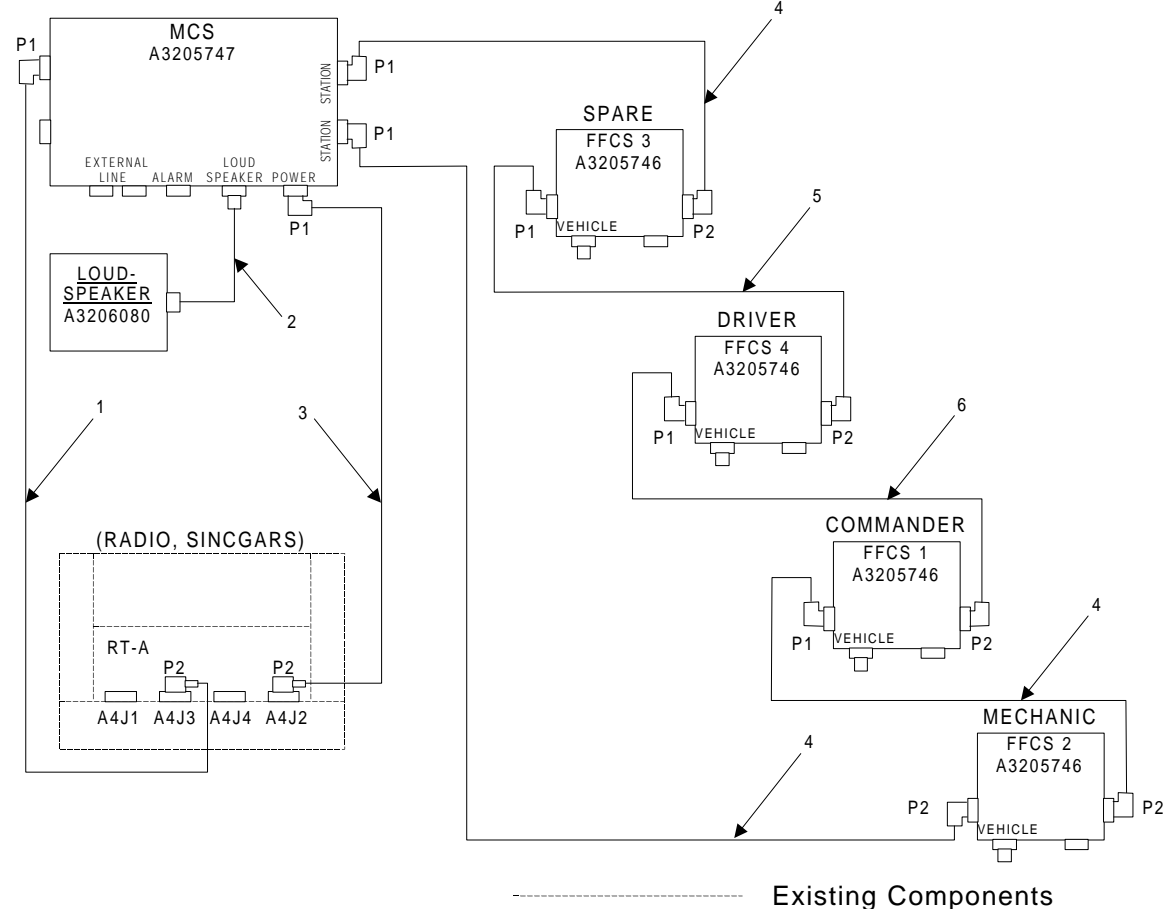 4
MCS
A3205747
P1
P1
STATION
P1
STATION
EXTERNAL
LINE
ALARM
LOUD
SPEAKER
POWER
P1
SPARE
FFCS 3
A3205746
P1
VEHICLE
P2
5
LOUD-
SPEAKER
A3206080
2
DRIVER
FFCS 4
A3205746
P1
VEHICLE
P2
1
3
6
(RADIO, SINCGARS)
RT-A
P2
P2
A4J1
A4J3
A4J4
A4J2
COMMANDER
FFCS 1
A3205746
P1
VEHICLE
P2
4
MECHANIC
FFCS 2
A3205746
4
P2
VEHICLE
P2
Existing Components